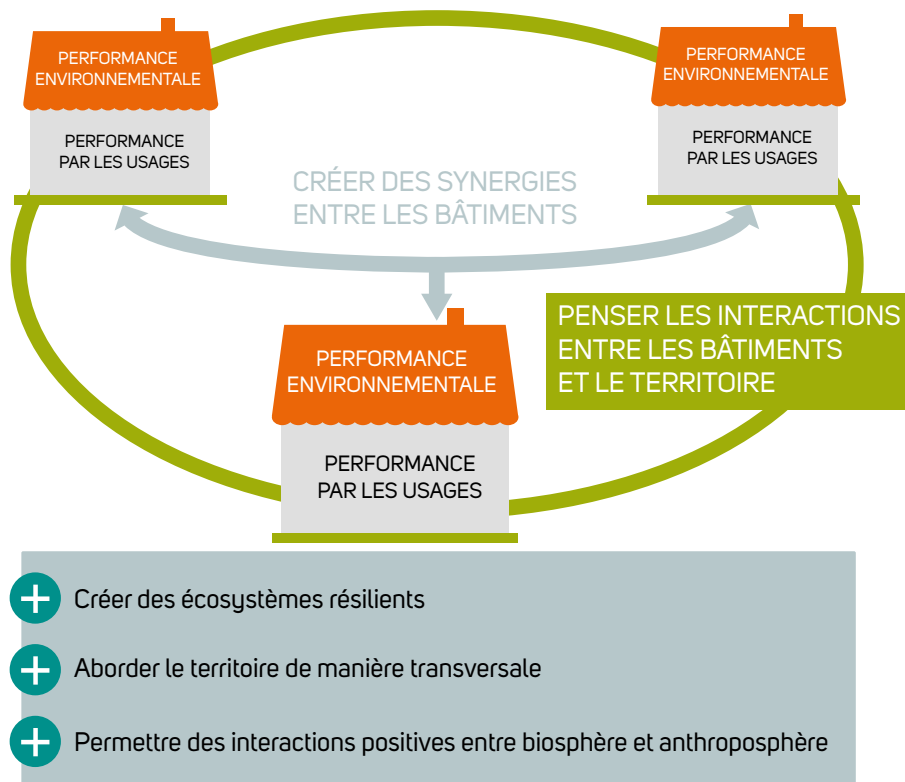 PERFORMANCE
ENVIRONNEMENTALE
PERFORMANCE
PAR LES USAGES
PERFORMANCE
ENVIRONNEMENTALE
PERFORMANCE
PAR LES USAGES
CRÉER DES SYNERGIES
ENTRE LES BÂTIMENTS
PENSER LES INTERACTIONS
ENTRE LES BÂTIMENTS
ET LE TERRITOIRE
PERFORMANCE
ENVIRONNEMENTALE
PERFORMANCE
PAR LES USAGES
+ Créer des écosystèmes résilients
+ Aborder le territoire de manière transversale
+ Permettre des interactions positives entre biosphère et anthroposphère